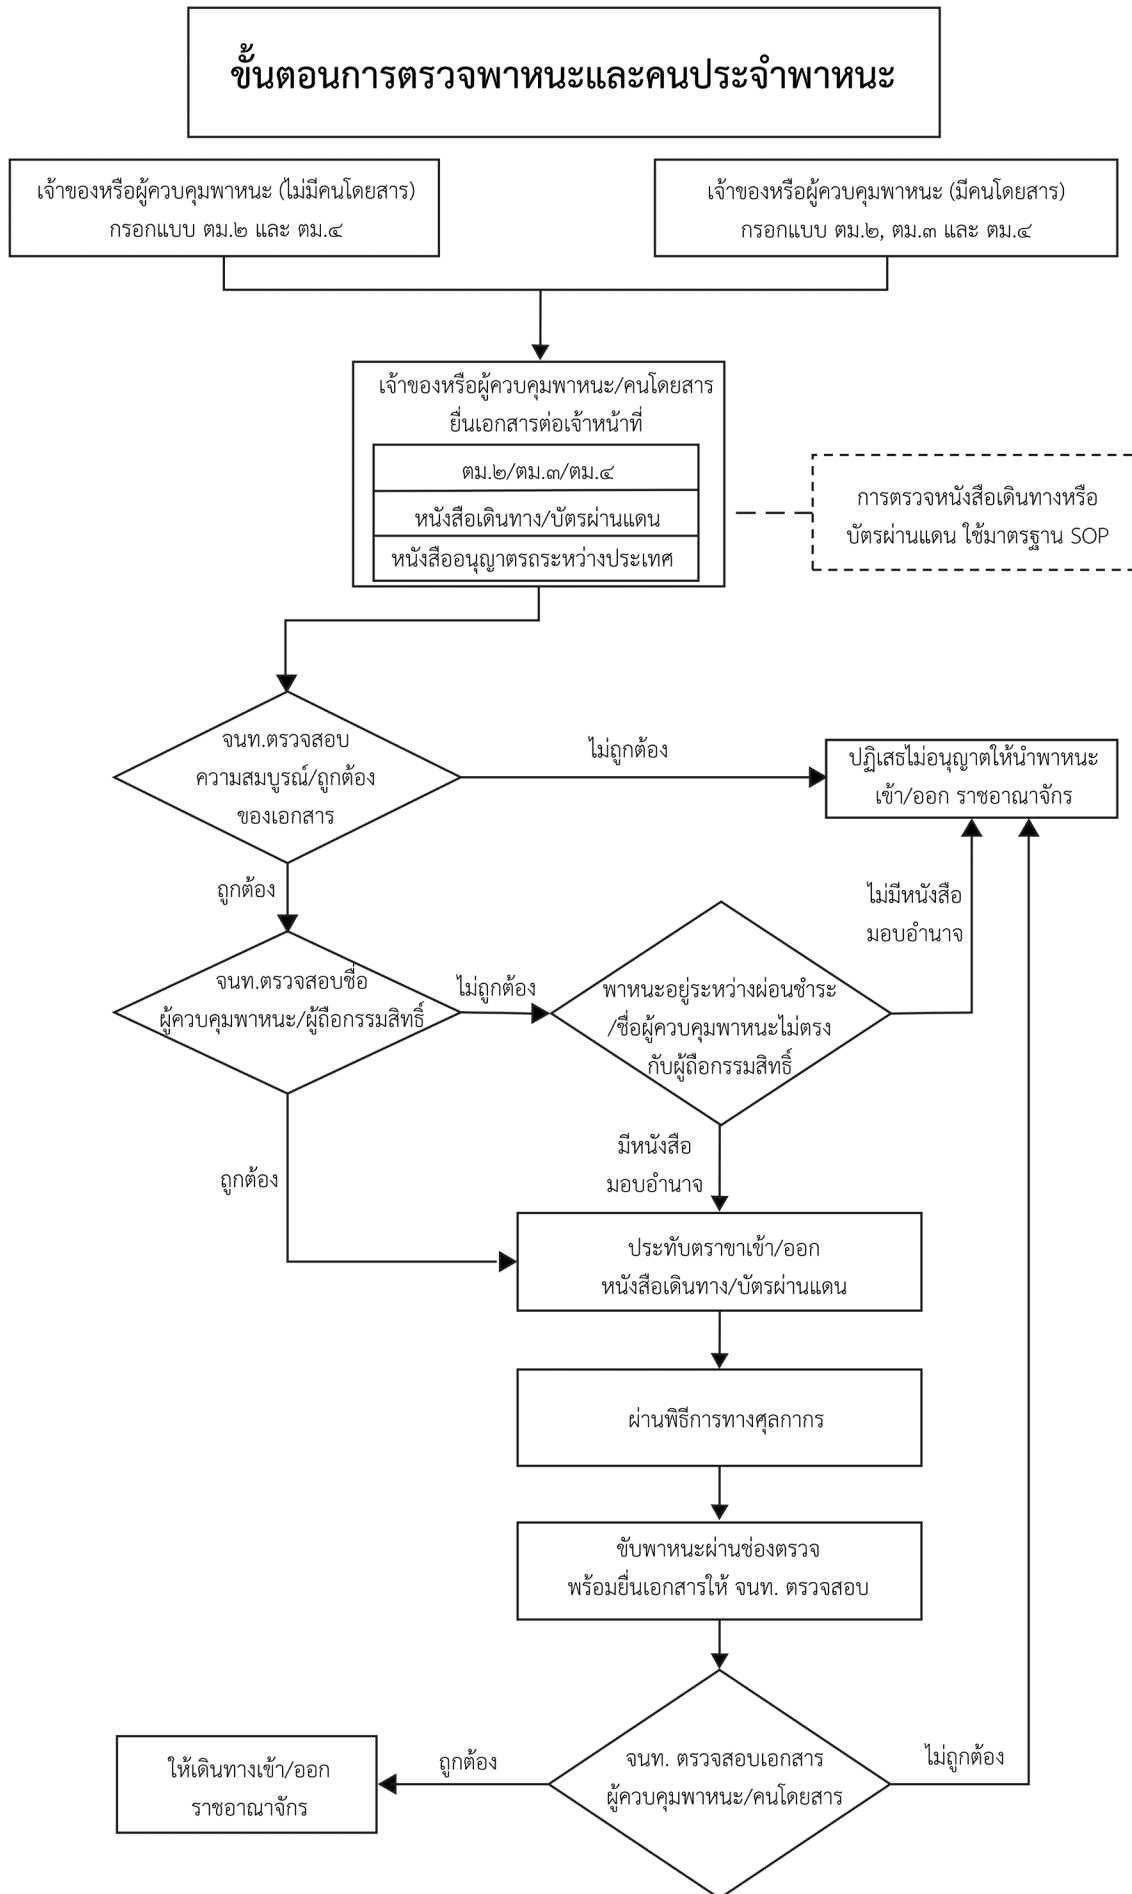 ขั้นตอนการตรวจพาหนะและคนประจำพาหนะ
เจ้าของหรือผู้ควบคุมพาหนะ (ไม่มีคนโดยสาร)
กรอกแบบ ตม.๒ และ ตม.๔
เจ้าของหรือผู้ควบคุมพาหนะ (มีคนโดยสาร)
กรอกแบบ ตม.๒, ตม.๓ และ ตม.๔
เจ้าของหรือผู้ควบคุมพาหนะ/คนโดยสาร
ยื่นเอกสารต่อเจ้าหน้าที่
ตม.๒/ตม.๓/ตม.๔
หนังสือเดินทาง/บัตรผ่านแดน
หนังสืออนุญาตรถระหว่างประเทศ
การตรวจหนังสือเดินทางหรือ
บัตรผ่านแดน ใช้มาตรฐาน SOP
จนท.ตรวจสอบ
ความสมบูรณ์/ถูกต้อง
ของเอกสาร
ไม่ถูกต้อง
ปฏิเสธไม่อนุญาตให้นำพาหนะ
เข้า/ออก ราชอาณาจักร
ถูกต้อง
จนท.ตรวจสอบชื่อ
ผู้ควบคุมพาหนะ/ผู้ถือกรรมสิทธิ์
ไม่ถูกต้อง
พาหนะอยู่ระหว่างผ่อนชำระ
/ชื่อผู้ควบคุมพาหนะไม่ตรง
กับผู้ถือกรรมสิทธิ์
ไม่มีหนังสือ
มอบอำนาจ
มีหนังสือ
มอบอำนาจ
ถูกต้อง
ประทับตราขาเข้า/ออก
หนังสือเดินทาง/บัตรผ่านแดน
ผ่านพิธีการทางศุลกากร
ขับพาหนะผ่านช่องตรวจ
พร้อมยื่นเอกสารให้ จนท. ตรวจสอบ
จนท. ตรวจสอบเอกสาร
ผู้ควบคุมพาหนะ/คนโดยสาร
ไม่ถูกต้อง
ถูกต้อง
ให้เดินทางเข้า/ออก
ราชอาณาจักร